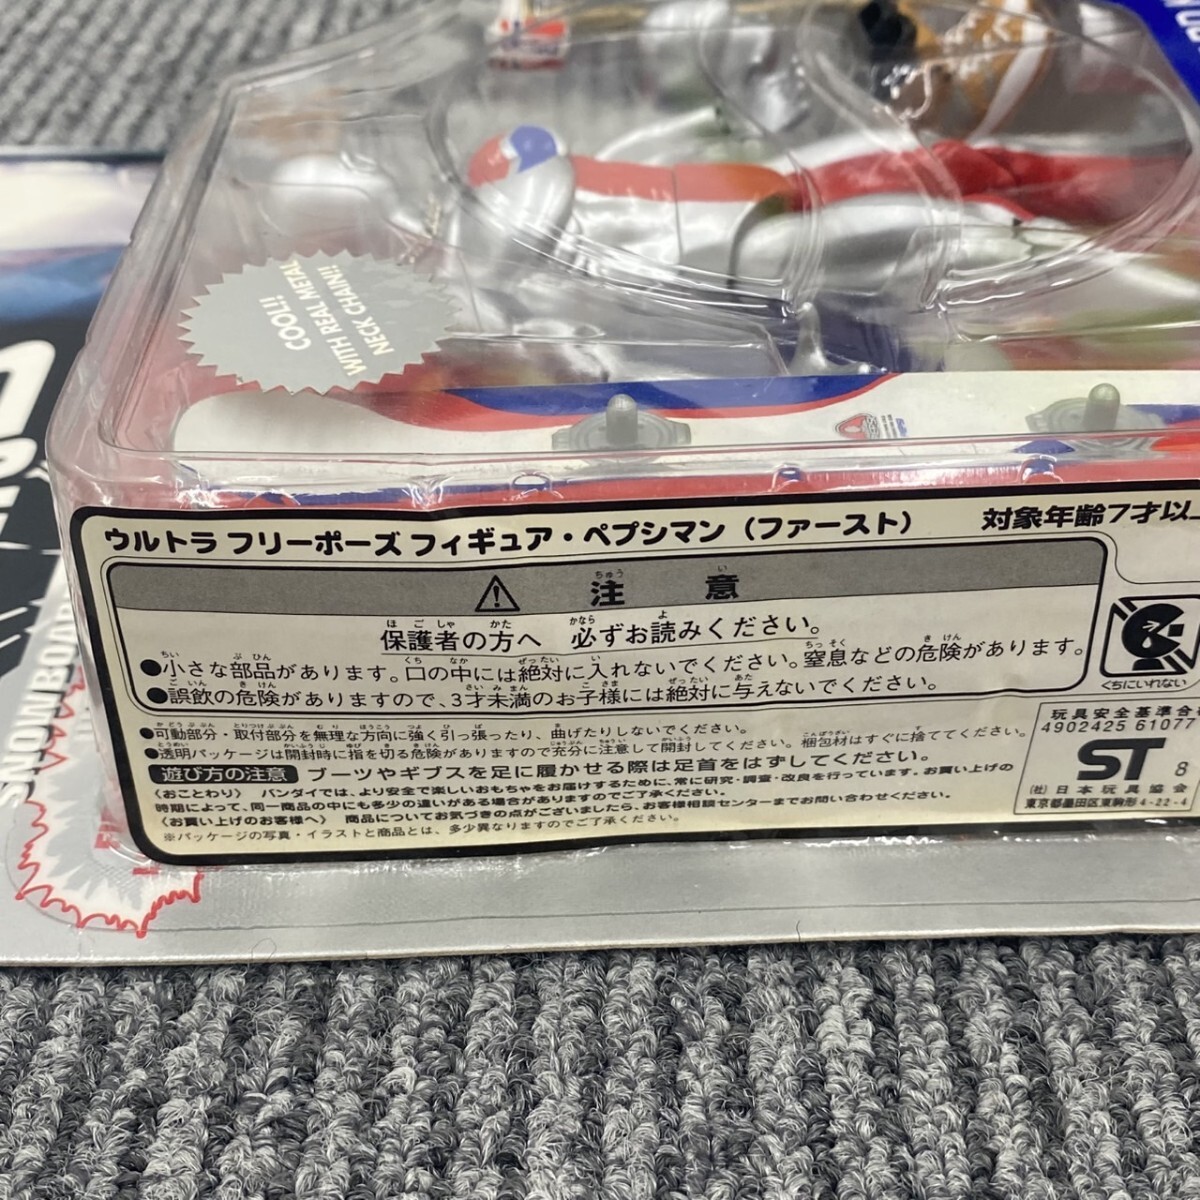 COOL!!
WITH REAL METAL
NECK CHAIN!!
SNOWBOARD
ウルトラ フリーポーズ フィギュア・ペプシマン（ファースト）
対象年齢7才以
⚠ 注意
保護者の方へ 必ずお読みください。
●小さな部品があります。口の中には絶対に入れないでください。窒息などの危険があります。
●誤飲の危険がありますので、3才未満のお子様には絶対に与えないでください。
くちにいれない
●可動部分・取付部分を無理な方向に強く引っ張ったり、曲げたりしないでください。
●透明パッケージは開封時に指を切る危険がありますので充分に注意して開封してください。梱包材はすぐに捨ててください。
遊び方の注意 ブーツやギブスを足に履かせる際は足首をはずしてください。
〈おことわり〉 バンダイでは、より安全で楽しいおもちゃをお届けするために、常に研究・調査・改良を行っています。お買い上げの
時期によって、同一商品の中にも多少の違いがある場合がありますのでご了承ください。
〈お買い上げのお客様へ〉 商品についてお気づきの点がございましたら、お客様相談センターまでお問い合わせください。
※パッケージの写真・イラストと商品とは、多少異なりますのでご了承ください。
玩具安全基準合
4902425 61077
ST 8
(社)日本玩具協会
東京都墨田区東駒形4-22-4